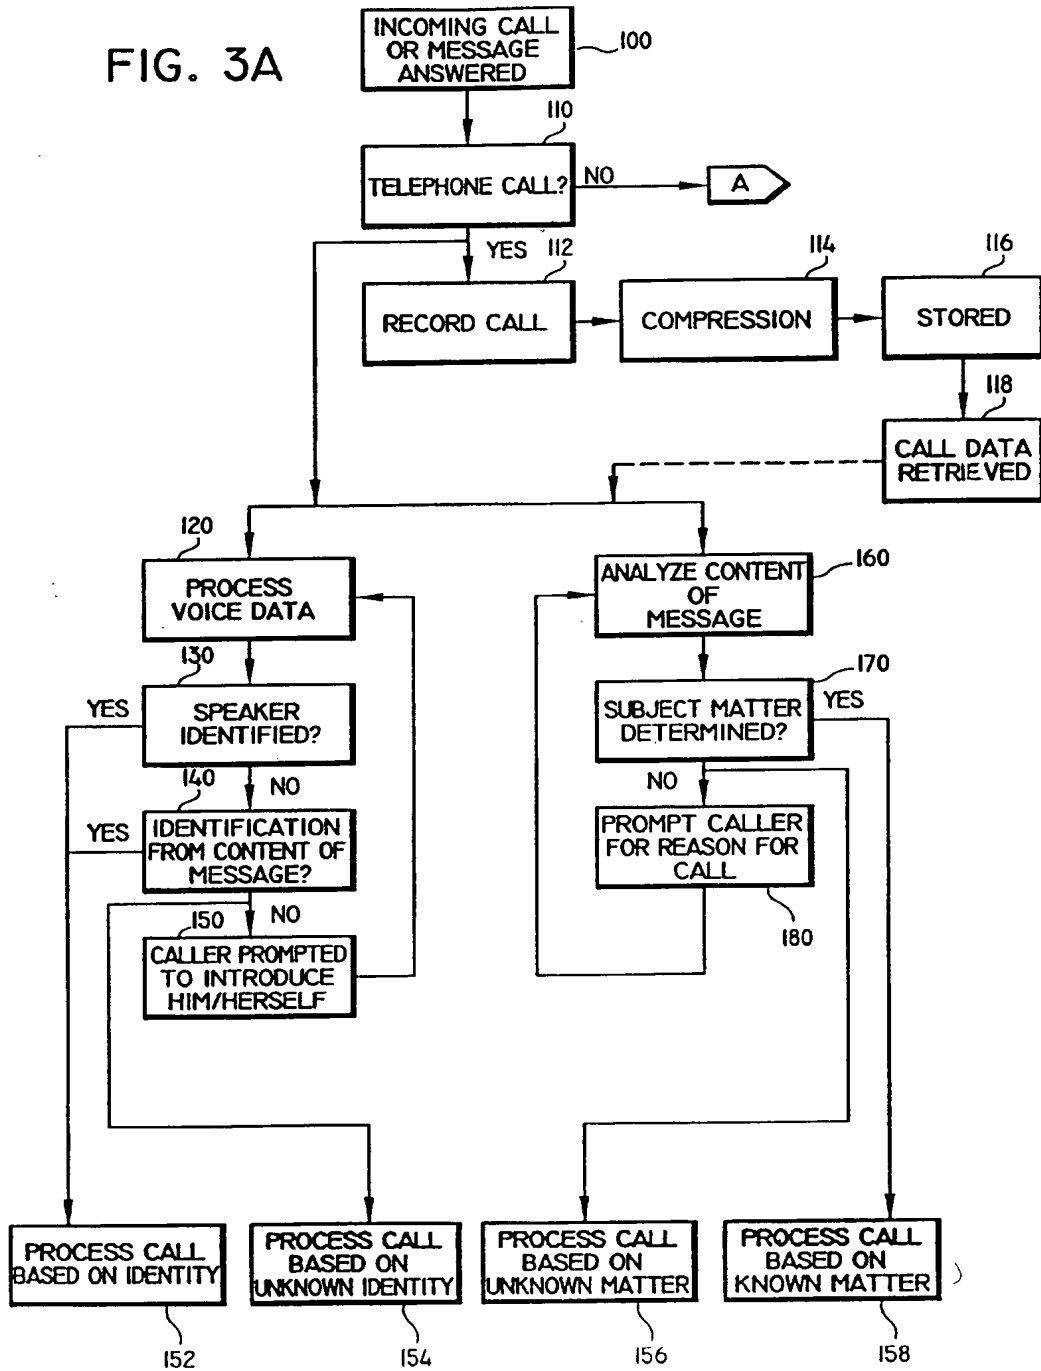 FIG. 3A
INCOMING CALL
OR MESSAGE
ANSWERED
100
110
TELEPHONE CALL?
NO
A
YES
112
RECORD CALL
114
COMPRESSION
116
STORED
118
CALL DATA
RETRIEVED
120
PROCESS
VOICE DATA
160
ANALYZE CONTENT
OF
MESSAGE
130
YES
SPEAKER
IDENTIFIED?
NO
170
SUBJECT MATTER
DETERMINED?
YES
NO
140
YES
IDENTIFICATION
FROM CONTENT OF
MESSAGE?
NO
PROMPT CALLER
FOR REASON FOR
CALL
180
150
CALLER PROMPTED
TO INTRODUCE
HIM/HERSELF
PROCESS CALL
BASED ON IDENTITY
152
PROCESS CALL
BASED ON
UNKNOWN IDENTITY
154
PROCESS CALL
BASED ON
UNKNOWN MATTER
156
PROCESS CALL
BASED ON
KNOWN MATTER
158